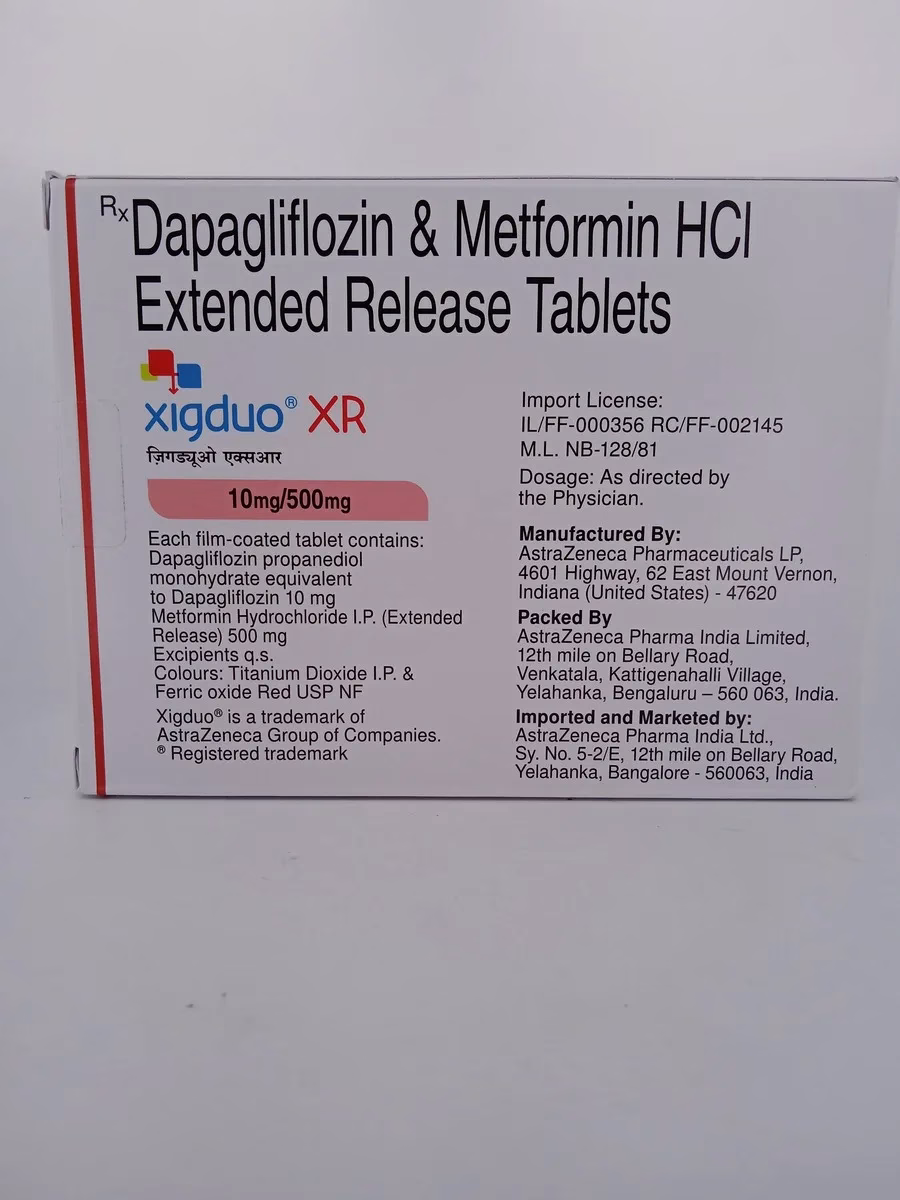 Rx Dapagliflozin & Metformin HCl
Extended Release Tablets
xigduo® XR
ज़िगड्यूओ एक्सआर
10mg/500mg
Each film-coated tablet contains:
Dapagliflozin propanediol
monohydrate equivalent
to Dapagliflozin 10 mg
Metformin Hydrochloride I.P. (Extended
Release) 500 mg
Excipients q.s.
Colours: Titanium Dioxide I.P. &
Ferric oxide Red USP NF
Xigduo® is a trademark of
AstraZeneca Group of Companies.
® Registered trademark
Import License:
IL/FF-000356 RC/FF-002145
M.L. NB-128/81
Dosage: As directed by
the Physician.
Manufactured By:
AstraZeneca Pharmaceuticals LP,
4601 Highway, 62 East Mount Vernon,
Indiana (United States) - 47620
Packed By
AstraZeneca Pharma India Limited,
12th mile on Bellary Road,
Venkatala, Kattigenahalli Village,
Yelahanka, Bengaluru – 560 063, India.
Imported and Marketed by:
AstraZeneca Pharma India Ltd.,
Sy. No. 5-2/E, 12th mile on Bellary Road,
Yelahanka, Bangalore - 560063, India